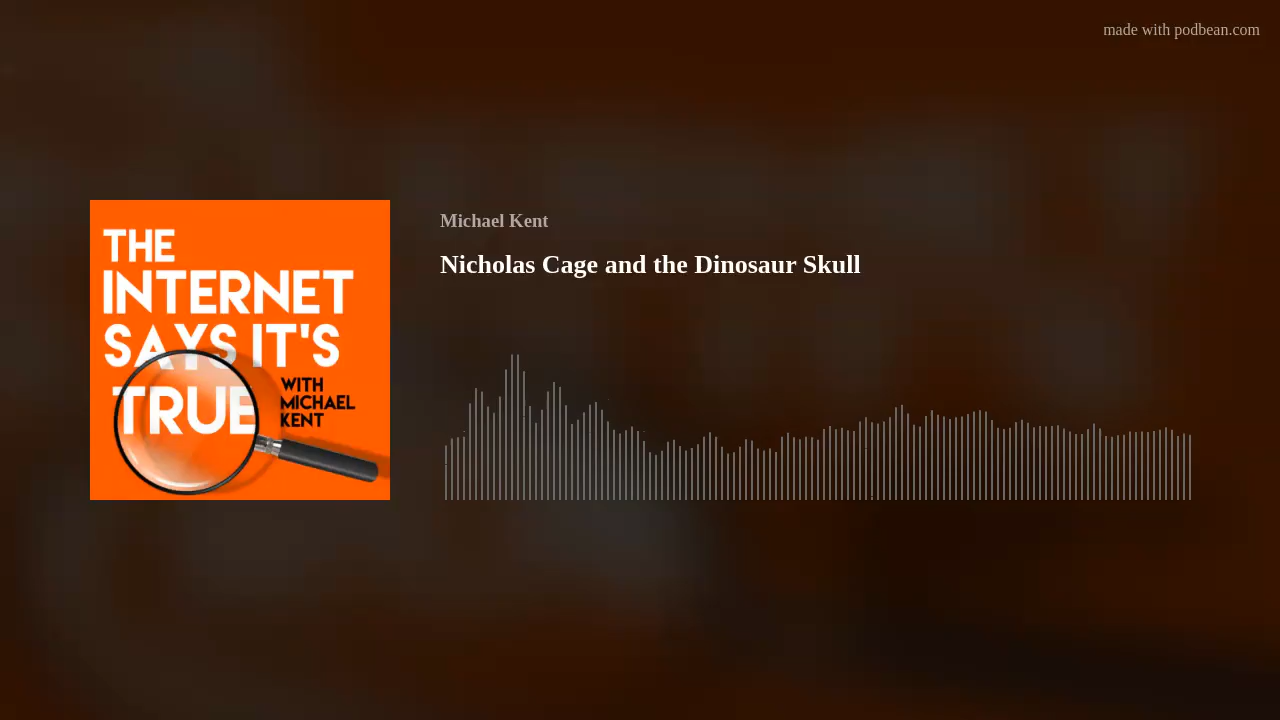 made with podbean.com
THE
INTERNET
SAYS IT'S
TRUE
WITH
MICHAEL
KENT
Michael Kent
Nicholas Cage and the Dinosaur Skull